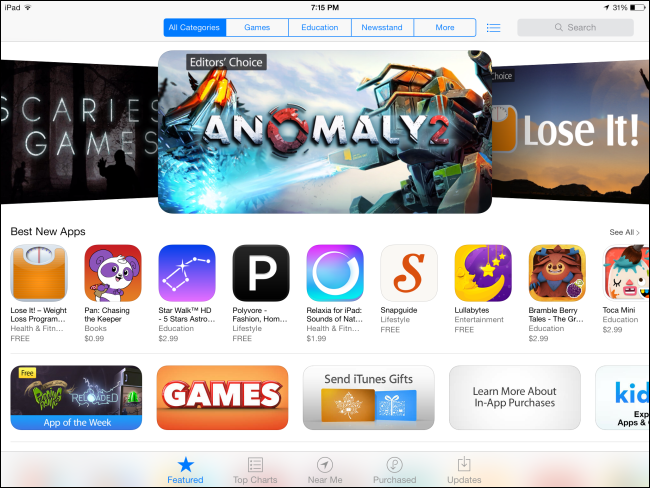 iPad
7:15 PM
31%
All Categories
Games
Education
Newsstand
More
Search
SCARIES
GAMES
Editors' Choice
ANOMALY 2
Choice
Lose It!
Best New Apps
See All >
Lose It! – Weight
Loss Program...
Health & Fitn...
FREE
Pan: Chasing
the Keeper
Books
$0.99
Star Walk™ HD
- 5 Stars Astro...
Education
$2.99
P
Polyvore -
Fashion, Hom...
Lifestyle
FREE
Relaxia for iPad:
Sounds of Nat...
Health & Fitn...
$1.99
S
Snapguide
Lifestyle
FREE
Lullabytes
Entertainment
FREE
Bramble Berry
Tales - The Gr...
Education
$2.99
Toca Mini
Education
$2.99
Free
RELOADED
App of the Week
GAMES
Send iTunes Gifts
Learn More About
In-App Purchases
kid
Exp
Apps & G
Featured
Top Charts
Near Me
Purchased
Updates